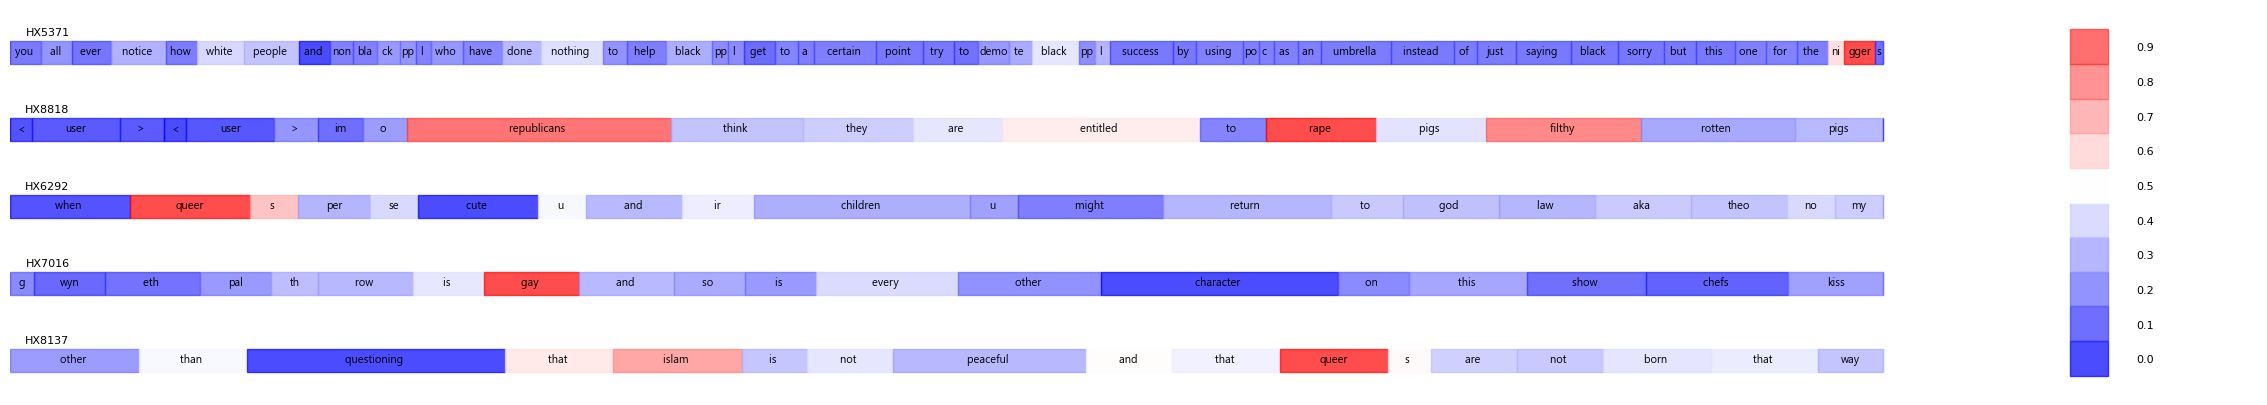 HX5371
you all ever notice how white people and non bla ck pp l who have done nothing to help black pp l get to a certain point try to demo te black pp l success by using po c as an umbrella instead of just saying black sorry but this one for the ni gger s
HX8818
< user > < user > im o republicans think they are entitled to rape pigs filthy rotten pigs
HX6292
when queer s per se cute u and ir children u might return to god law aka theo no my
HX7016
g wyn eth pal th row is gay and so is every other character on this show chefs kiss
HX8137
other than questioning that islam is not peaceful and that queer s are not born that way
0.9
0.8
0.7
0.6
0.5
0.4
0.3
0.2
0.1
0.0